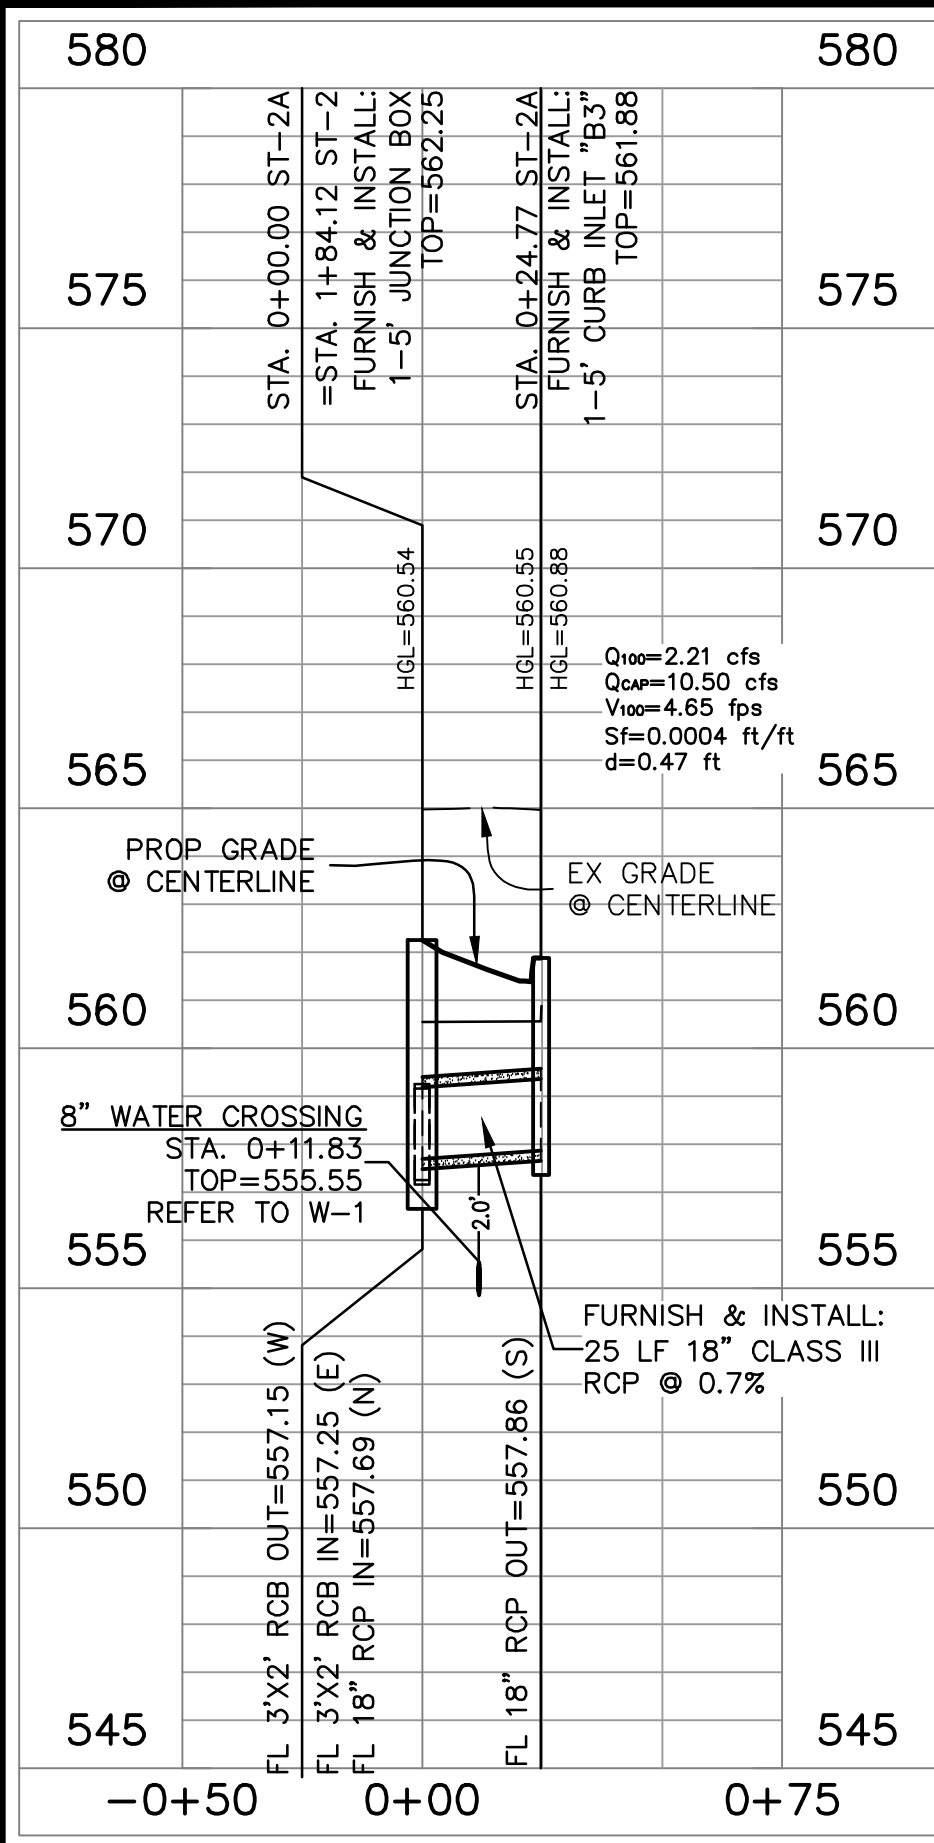 580
580
STA. 0+00.00 ST-2A
=STA. 1+84.12 ST-2
FURNISH & INSTALL:
1-5' JUNCTION BOX
TOP=562.25
STA. 0+24.77 ST-2A
FURNISH & INSTALL:
1-5' CURB INLET "B3"
TOP=561.88
575
575
570
570
HGL=560.54
HGL=560.55
HGL=560.88
Q100=2.21 cfs
QCAP=10.50 cfs
V100=4.65 fps
Sf=0.0004 ft/ft
d=0.47 ft
565
565
PROP GRADE
@ CENTERLINE
EX GRADE
@ CENTERLINE
560
560
8" WATER CROSSING
STA. 0+11.83
TOP=555.55
REFER TO W-1
2.0'
555
555
FURNISH & INSTALL:
25 LF 18" CLASS III
RCP @ 0.7%
FL 3'X2' RCB OUT=557.15 (W)
FL 3'X2' RCB IN=557.25 (E)
FL 18" RCP IN=557.69 (N)
FL 18" RCP OUT=557.86 (S)
550
550
545
545
-0+50
0+00
0+75